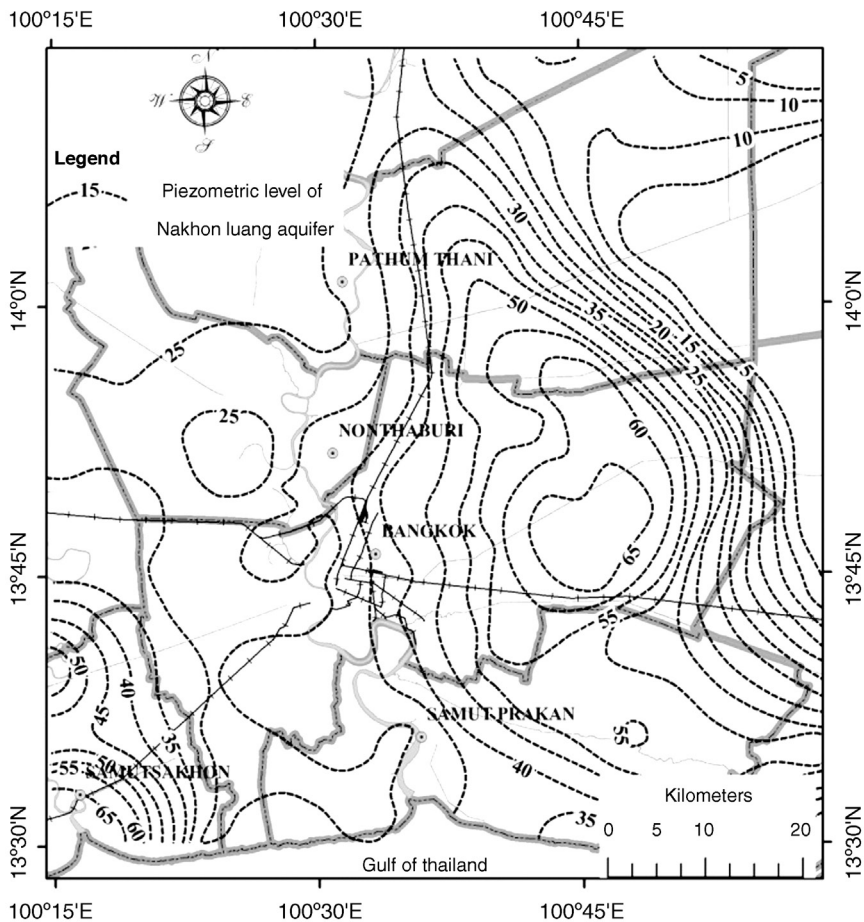 100°15'E 100°30'E 100°45'E
N
W E
S
Legend
15 Piezometric level of
Nakhon luang aquifer
5
10
10
30
PATHUM THANI
14°0'N 14°0'N
50
35
20
15
25
5
25
25
60
NONTHABURI
BANGKOK
65
13°45'N 13°45'N
55
50
40
45
35
SAMUT PRAKAN
55
40
50
55
SAMUTSAKHON
65
60
35
Kilometers
0 5 10 20
13°30'N 13°30'N
Gulf of thailand
100°15'E 100°30'E 100°45'E